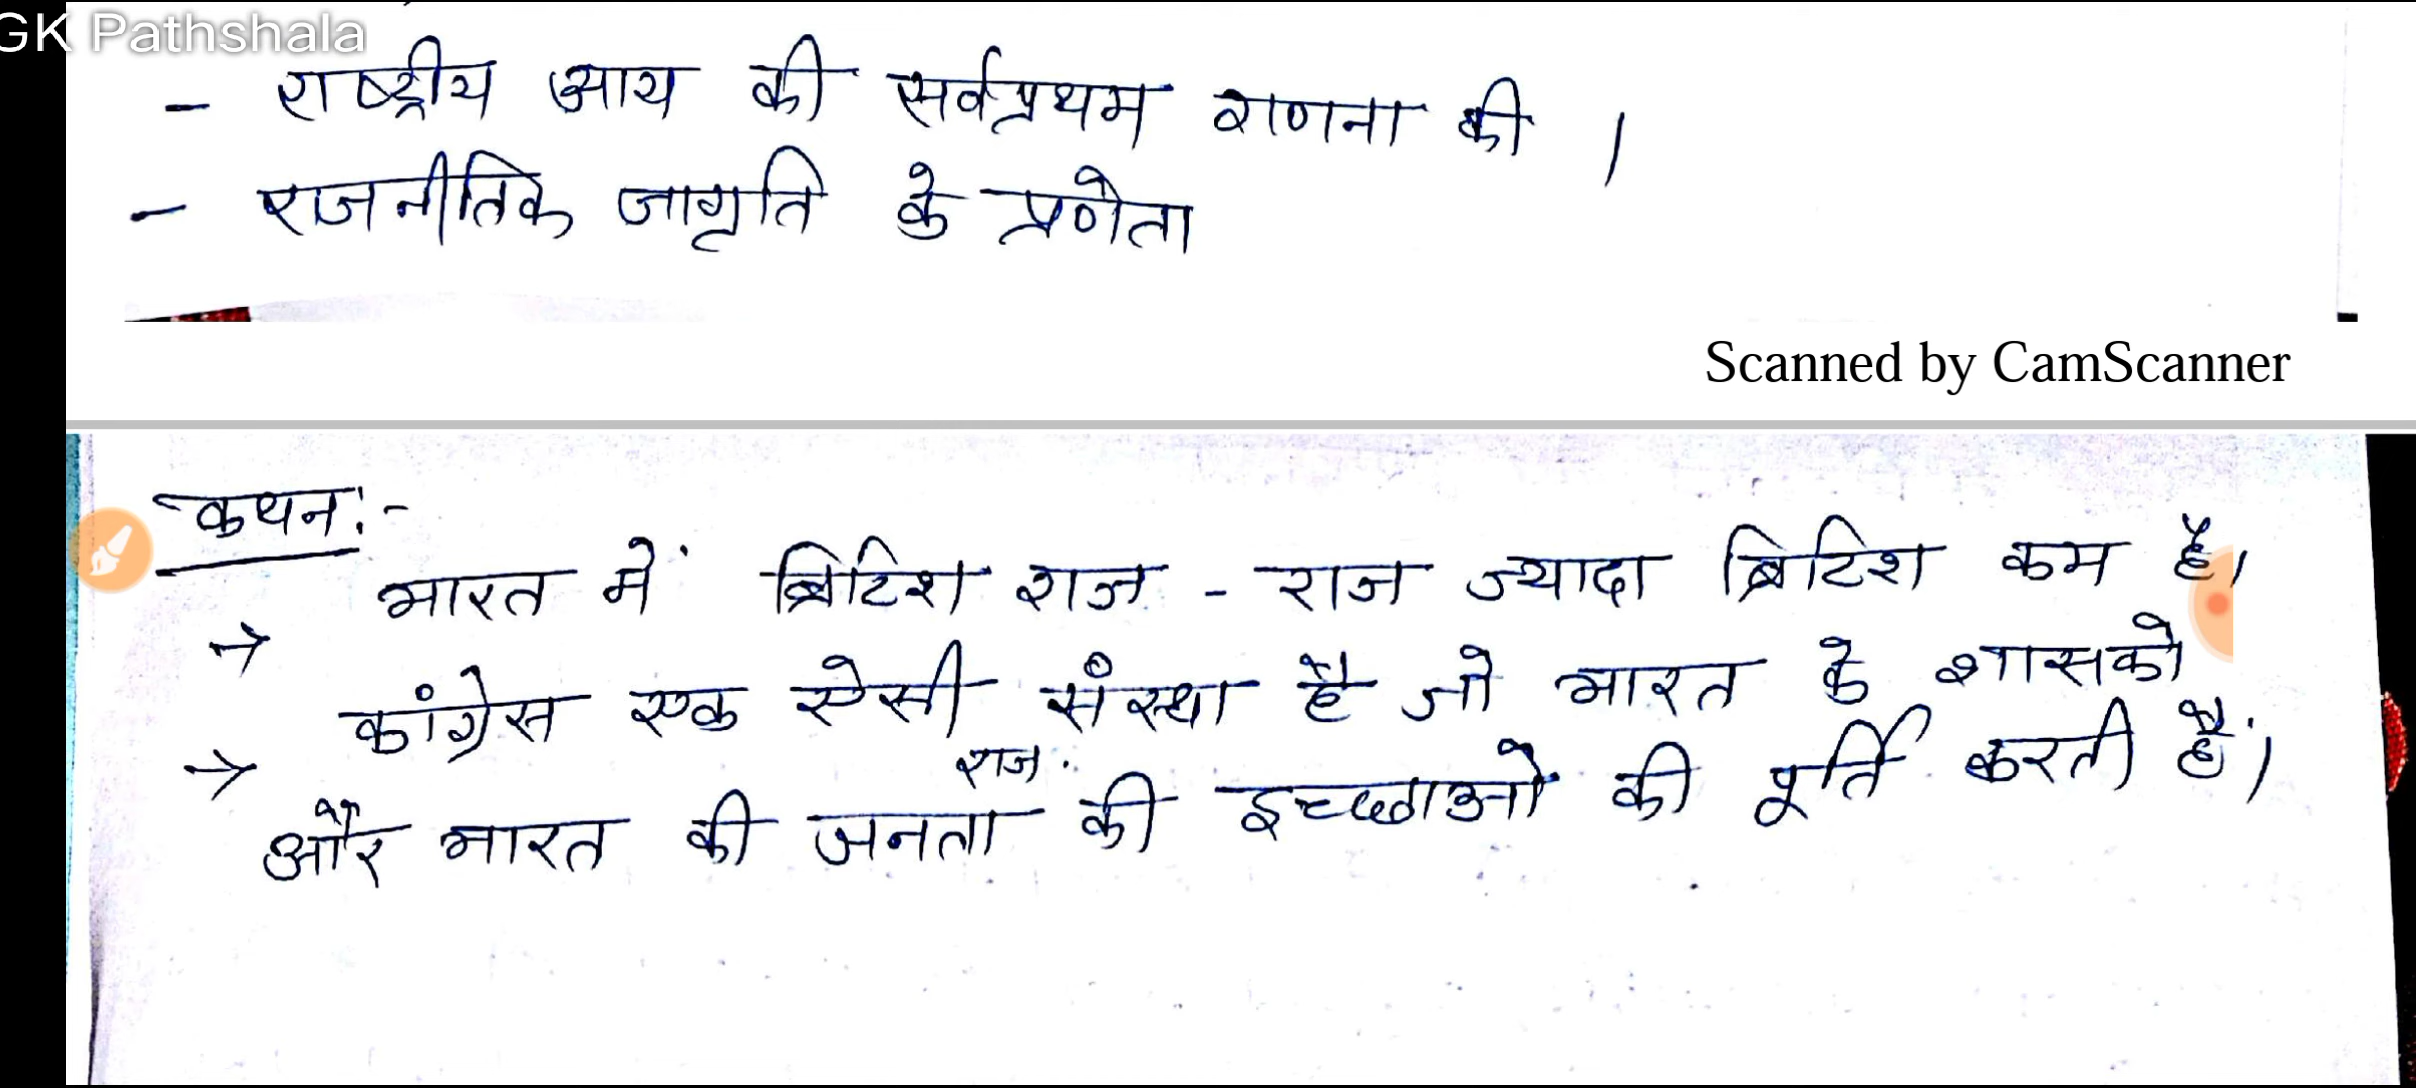 GK Pathshala
- राष्ट्रीय आय की सर्वप्रथम गणना की ।
- राजनीतिक जागृति के प्रणेता
Scanned by CamScanner
कथन:-
→ भारत में ब्रिटिश राज - राज ज्यादा ब्रिटिश कम है।
→ कांग्रेस एक ऐसी संस्था है जो भारत के शासको
राज.
और भारत की जनता की इच्छाओ की पूर्ति करती हैं।